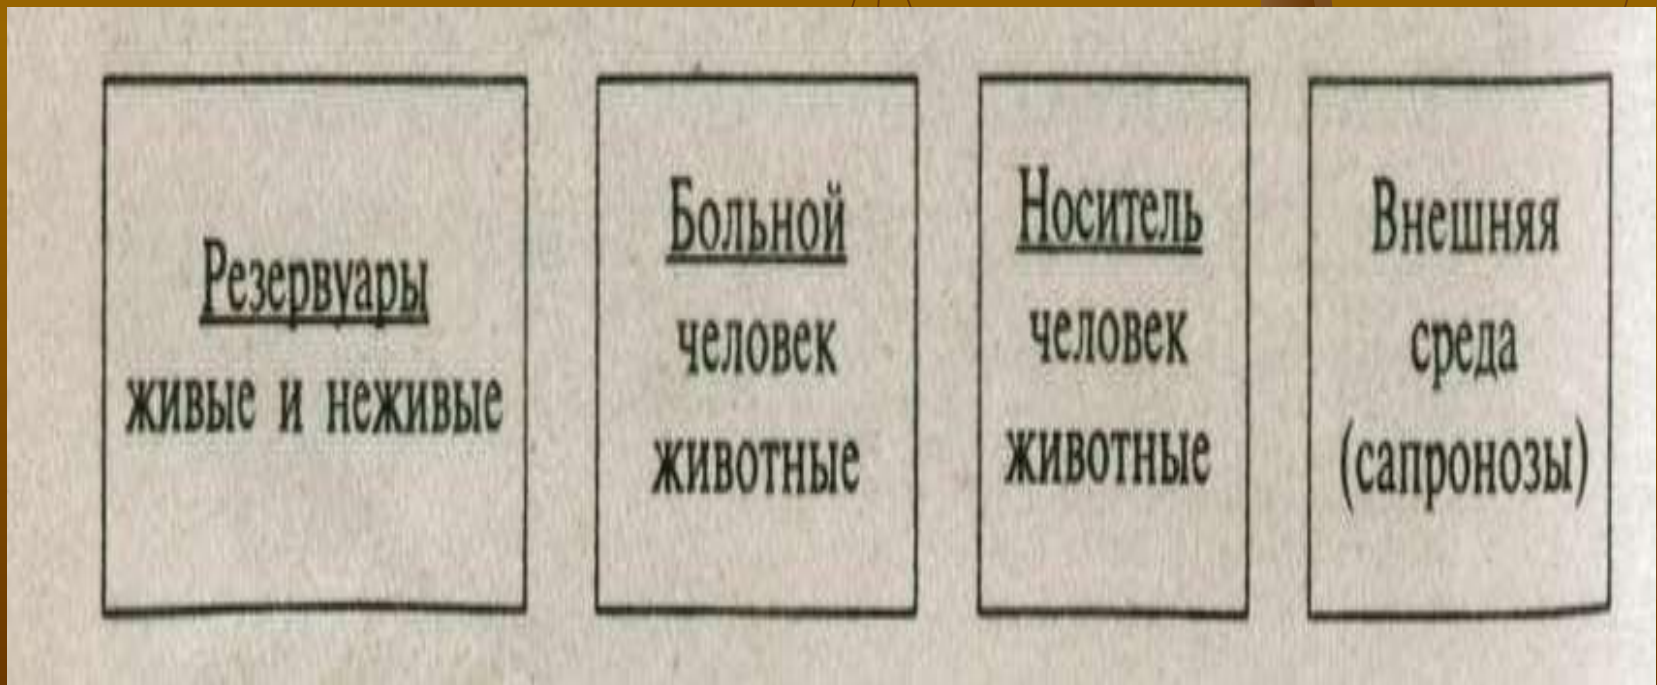 Резервуары
живые и неживые
Больной
человек
животные
Носитель
человек
животные
Внешняя
среда
(сапронозы)